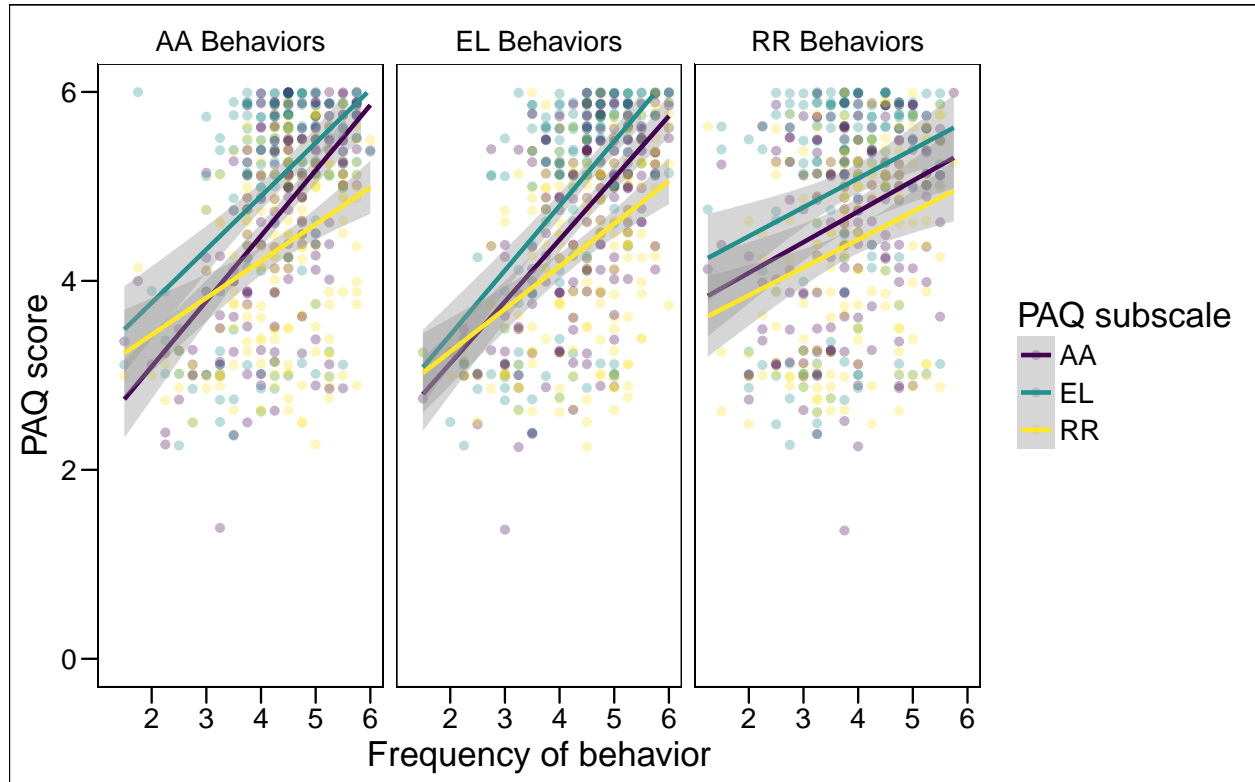 AA Behaviors EL Behaviors RR Behaviors
6
4
2
0
PAQ score
2 3 4 5 6 2 3 4 5 6 2 3 4 5 6
Frequency of behavior
PAQ subscale
AA
EL
RR